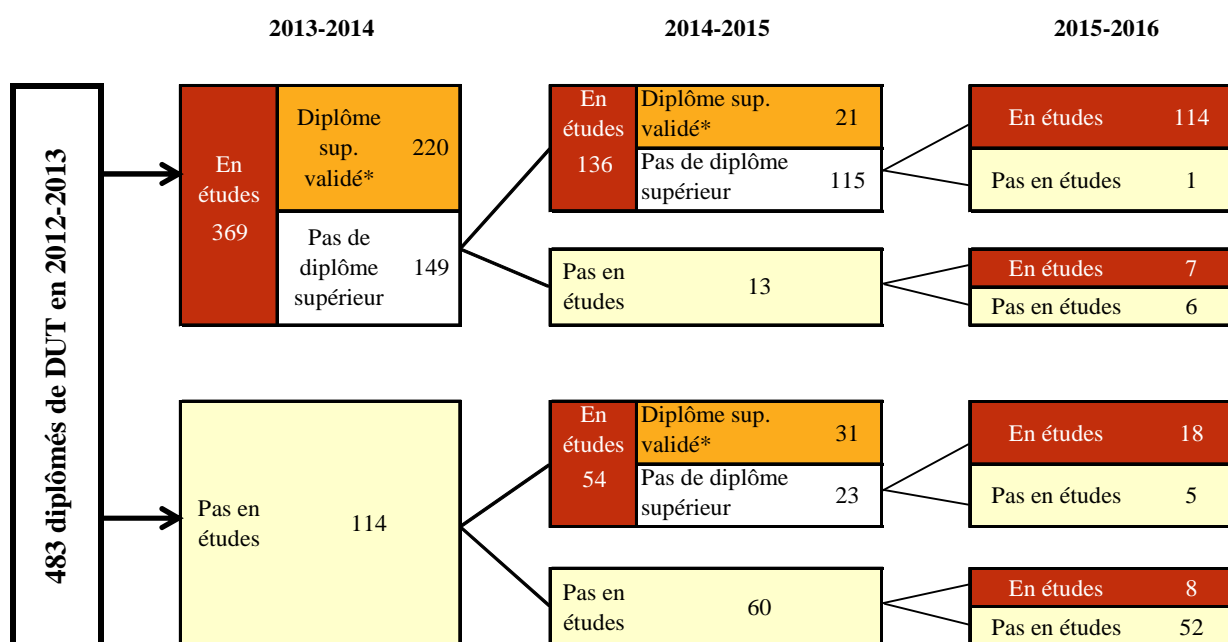 2013-2014
2014-2015
2015-2016
483 diplômés de DUT en 2012-2013
En
études
369
Diplôme
sup.
validé*
220
Pas de
diplôme
supérieur
149
En
études
136
Diplôme sup.
validé*
21
Pas de diplôme
supérieur
115
En études 114
Pas en études 1
Pas en
études
13
En études 7
Pas en études 6
Pas en
études
114
En
études
54
Diplôme sup.
validé*
31
Pas de diplôme
supérieur
23
En études 18
Pas en études 5
Pas en
études
60
En études 8
Pas en études 52